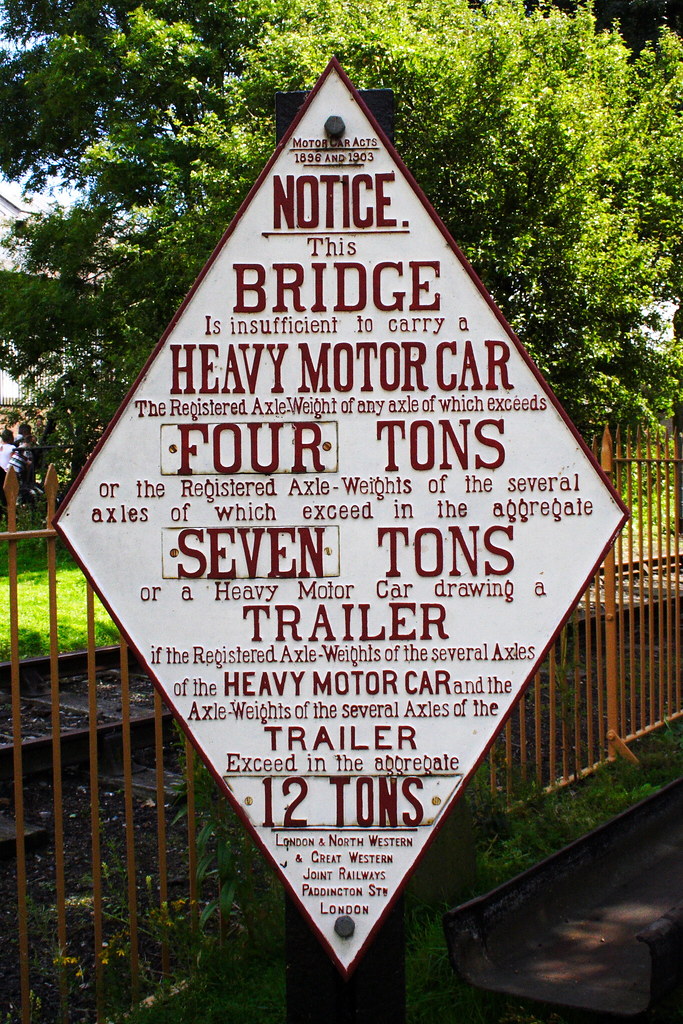 MOTOR CAR ACTS
1896 AND 1903
NOTICE.
This
BRIDGE
Is insufficient to carry a
HEAVY MOTOR CAR
The Registered Axle-Weight of any axle of which exceeds
FOUR TONS
or the Registered Axle-Weights of the several
axles of which exceed in the aggregate
SEVEN TONS
or a Heavy Motor Car drawing a
TRAILER
if the Registered Axle-Weights of the several Axles
of the HEAVY MOTOR CAR and the
Axle-Weights of the several Axles of the
TRAILER
Exceed in the aggregate
12 TONS
LONDON & NORTH WESTERN
& GREAT WESTERN
JOINT RAILWAYS
PADDINGTON STN
LONDON